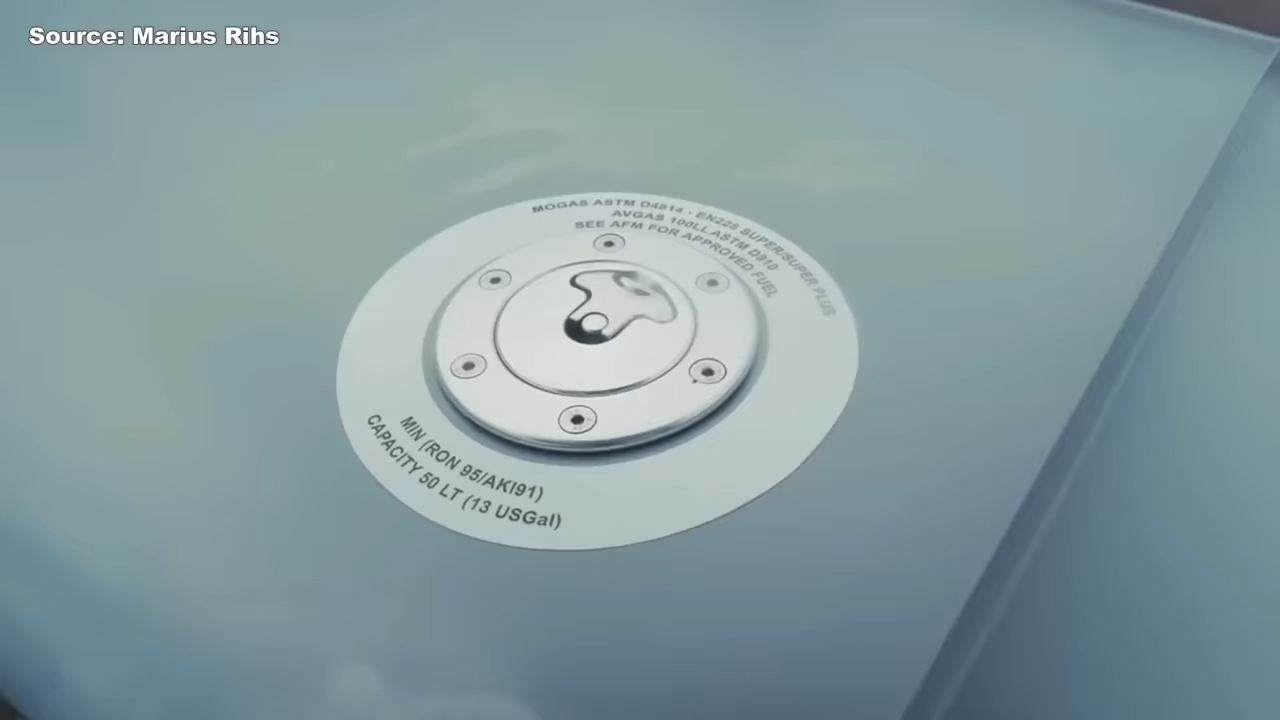 Source: Marius Rihs
MOGAS ASTM D4814 - EN228 SUPER/SUPER PLUS
AVGAS 100LL ASTM D910
SEE AFM FOR APPROVED FUEL
MIN (RON 95/AKI91)
CAPACITY 50 LT (13 USGal)